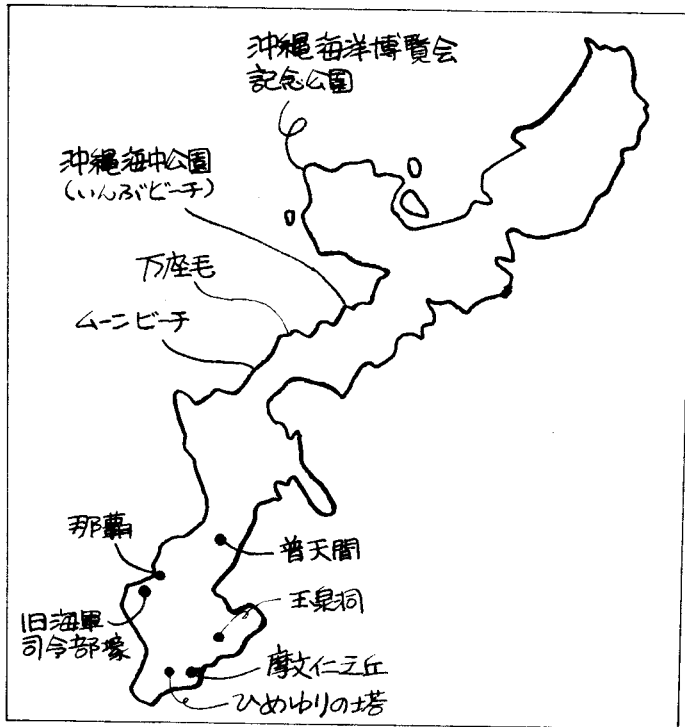 沖縄海洋博覧会
記念公園
沖縄海中公園
(いんぶビーチ)
万座毛
ムーンビーチ
那覇
普天間
旧海軍
司令部壕
玉泉洞
摩文仁之丘
ひめゆりの塔